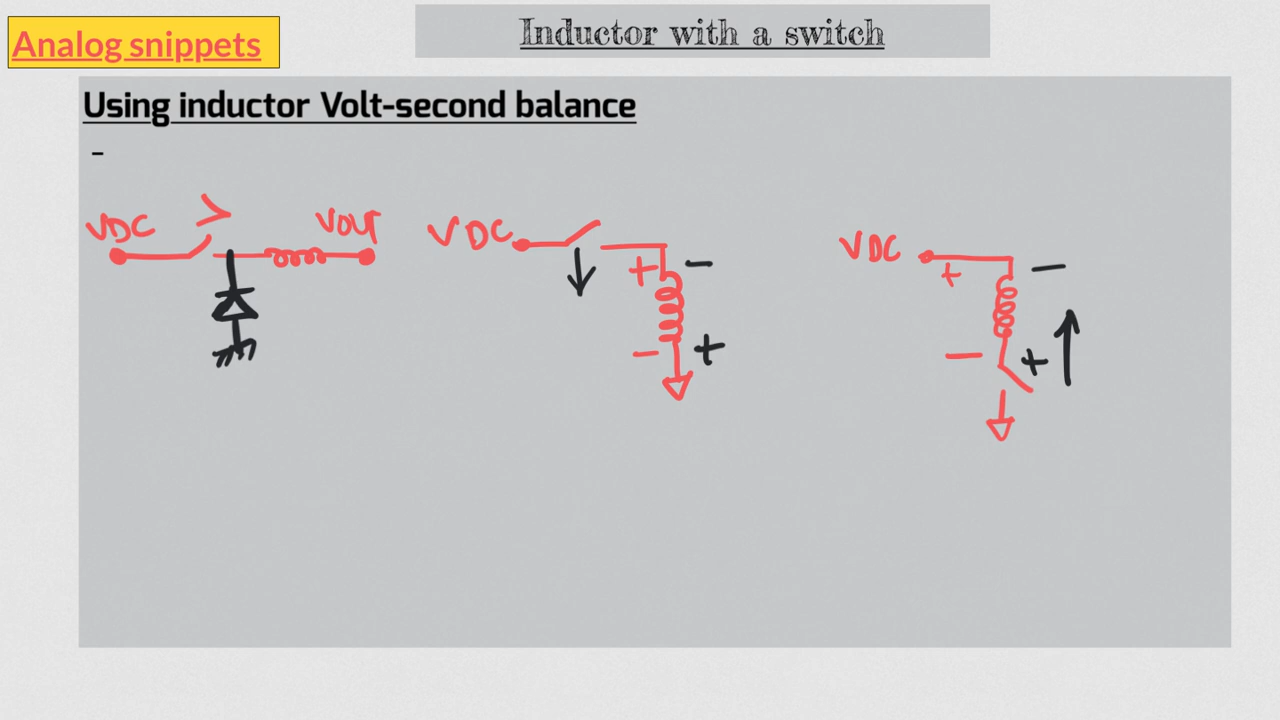 Analog snippets
Inductor with a switch
Using inductor Volt-second balance
-
VDC
VOUT
VDC
+ -
- +
VDC
+ -
- +